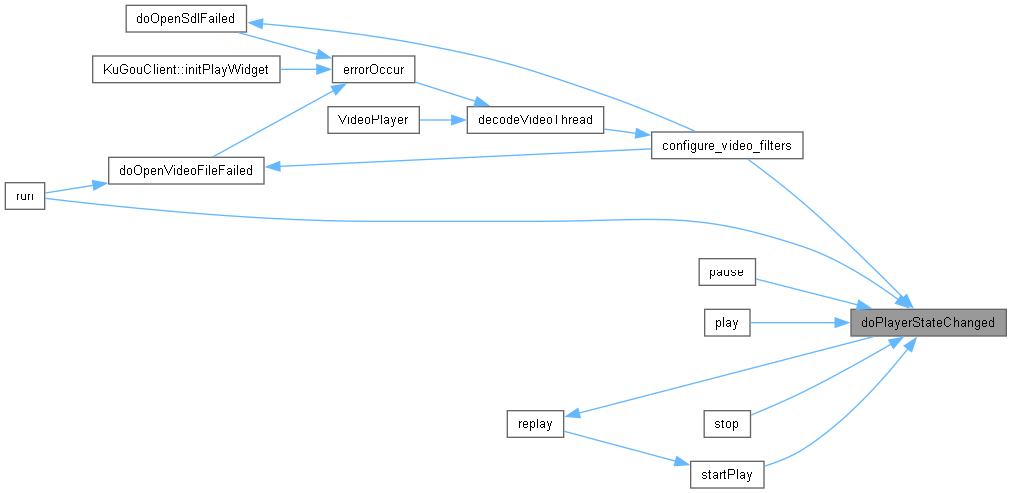 doOpenSdlFailed
KuGouClient::initPlayWidget
errorOccur
VideoPlayer
decodeVideoThread
configure_video_filters
doOpenVideoFileFailed
run
pause
play
doPlayerStateChanged
replay
stop
startPlay